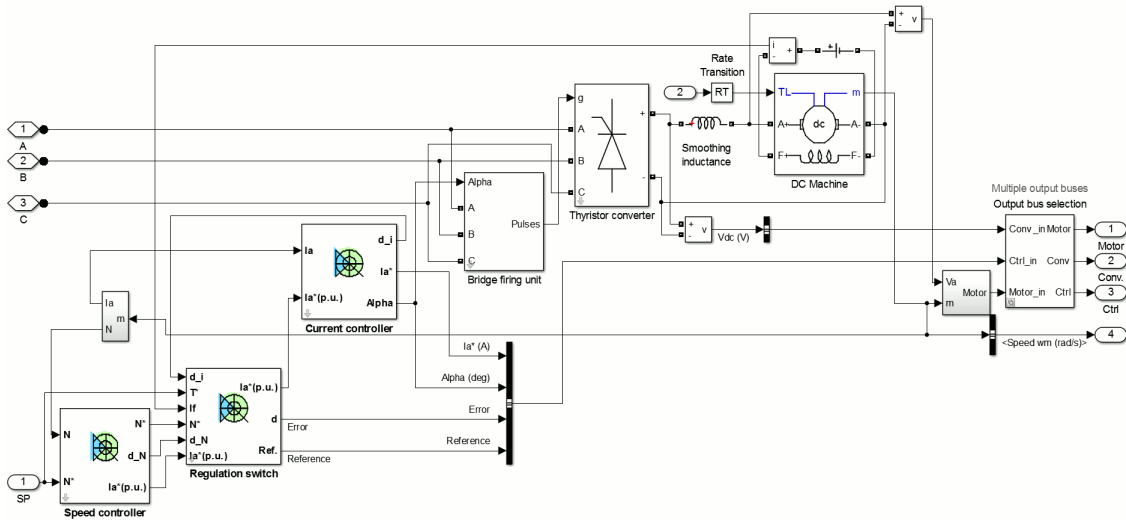 +
-
v
i
+
-
+
Rate
Transition
2
RT
TL
m
A+
dc
A-
F+
F-
DC Machine
g
A
B
C
+
-
Thyristor converter
Smoothing
inductance
1
A
2
B
3
C
Alpha
A
B
C
Pulses
Bridge firing unit
+
-
v
Vdc (V)
Multiple output buses
Output bus selection
Conv_in
Motor
Ctrl_in
Conv
Motor_in
Ctrl
1
Motor
2
Conv.
3
Ctrl
4
Va
m
Motor
<Speed wm (rad/s)>
Ia
d_i
Ia*
Ia*(p.u.)
Alpha
Current controller
Ia
m
N
Ia* (A)
Alpha (deg)
Error
Reference
d_i
T*
If
N*
d_N
Ia*(p.u.)
Ia*(p.u.)
d
Ref.
Error
Reference
Regulation switch
N
N*
N*
d_N
Ia*(p.u.)
Speed controller
1
SP